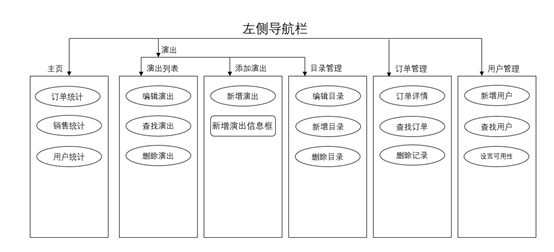 左侧导航栏
演出
主页
演出列表
添加演出
目录管理
订单管理
用户管理
订单统计
编辑演出
新增演出
编辑目录
订单详情
新增用户
销售统计
查找演出
新增演出信息框
新增目录
查找订单
查找用户
用户统计
删除演出
删除目录
删除记录
设置可用性